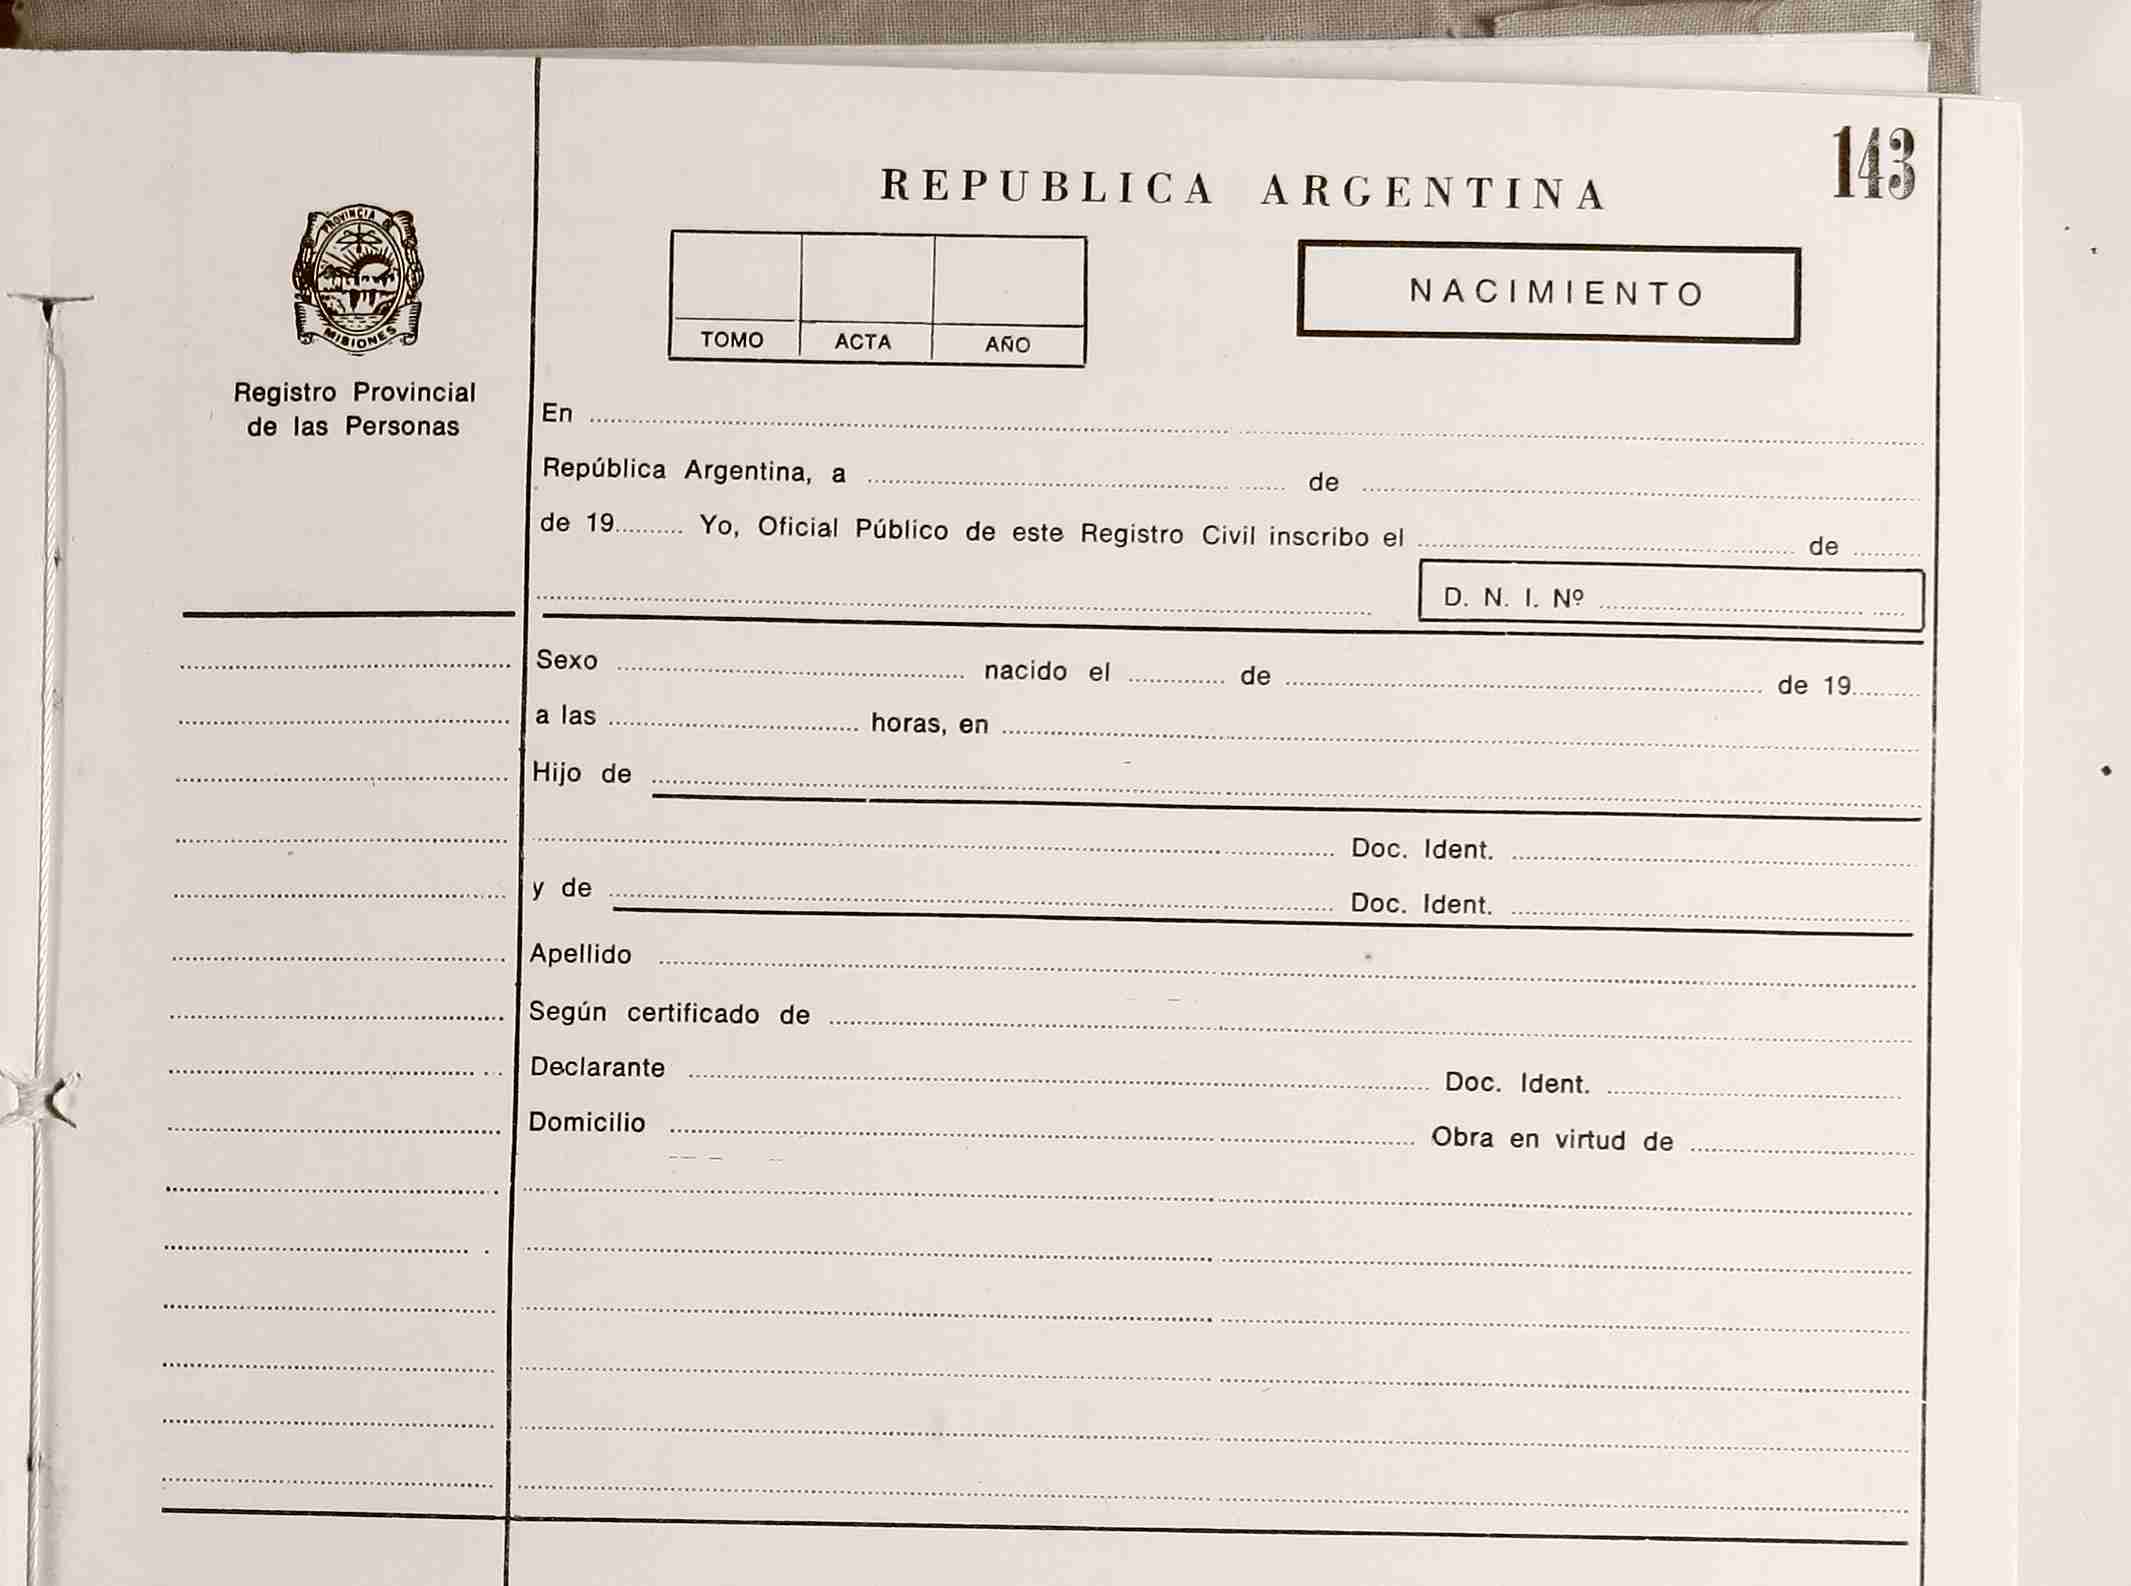 143
REPUBLICA ARGENTINA
PROVINCIA DE
MISIONES
Registro Provincial
de las Personas
TOMO ACTA AÑO
NACIMIENTO
En
República Argentina, a de
de 19 Yo, Oficial Público de este Registro Civil inscribo el de
D. N. I. Nº
Sexo nacido el de de 19
a las horas, en
Hijo de
Doc. Ident.
y de Doc. Ident.
Apellido
Según certificado de
Declarante Doc. Ident.
Domicilio Obra en virtud de